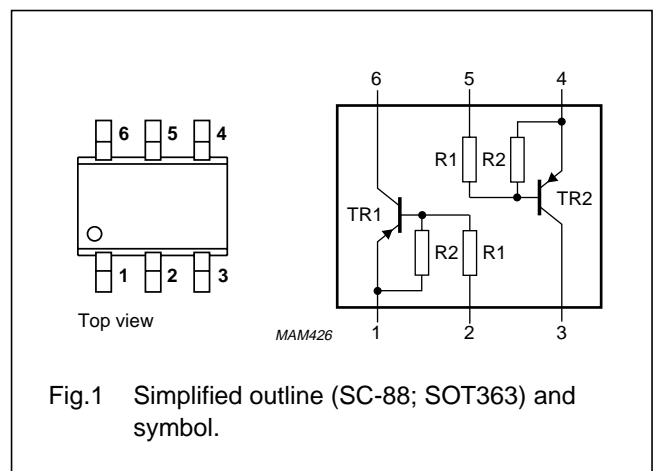 6 5 4
6 5 4
R1 R2
TR2
TR1
R2 R1
1 2 3
Top view
MAM426
1 2 3
Fig.1 Simplified outline (SC-88; SOT363) and
symbol.